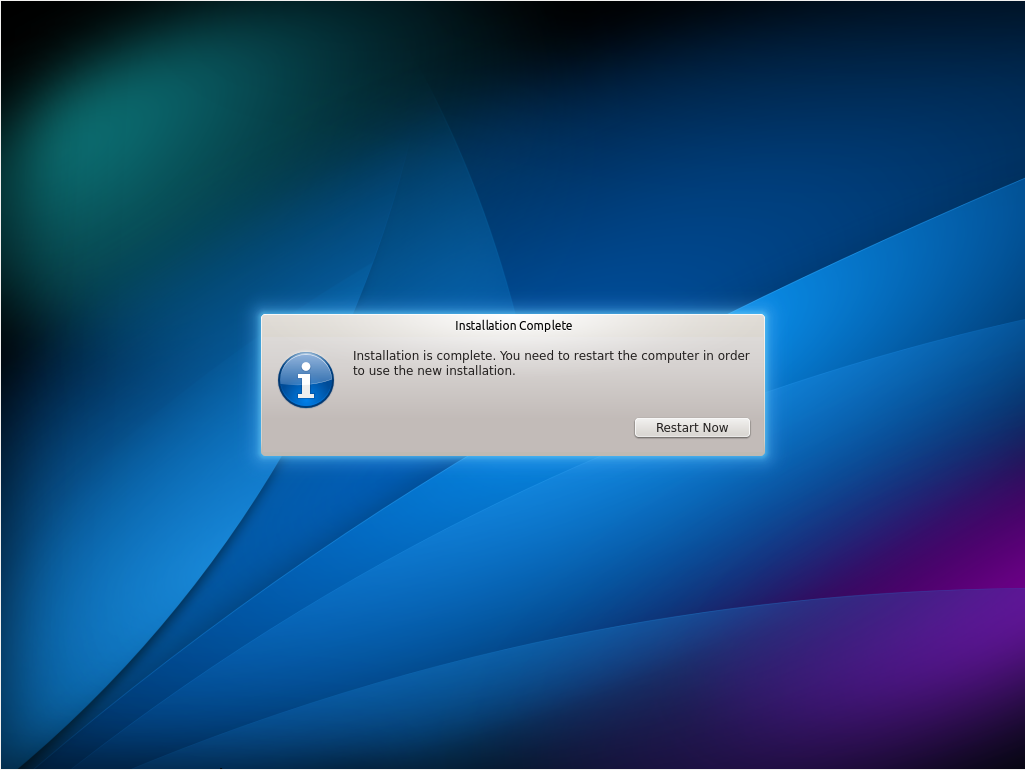 Installation Complete
Installation is complete. You need to restart the computer in order
to use the new installation.
Restart Now